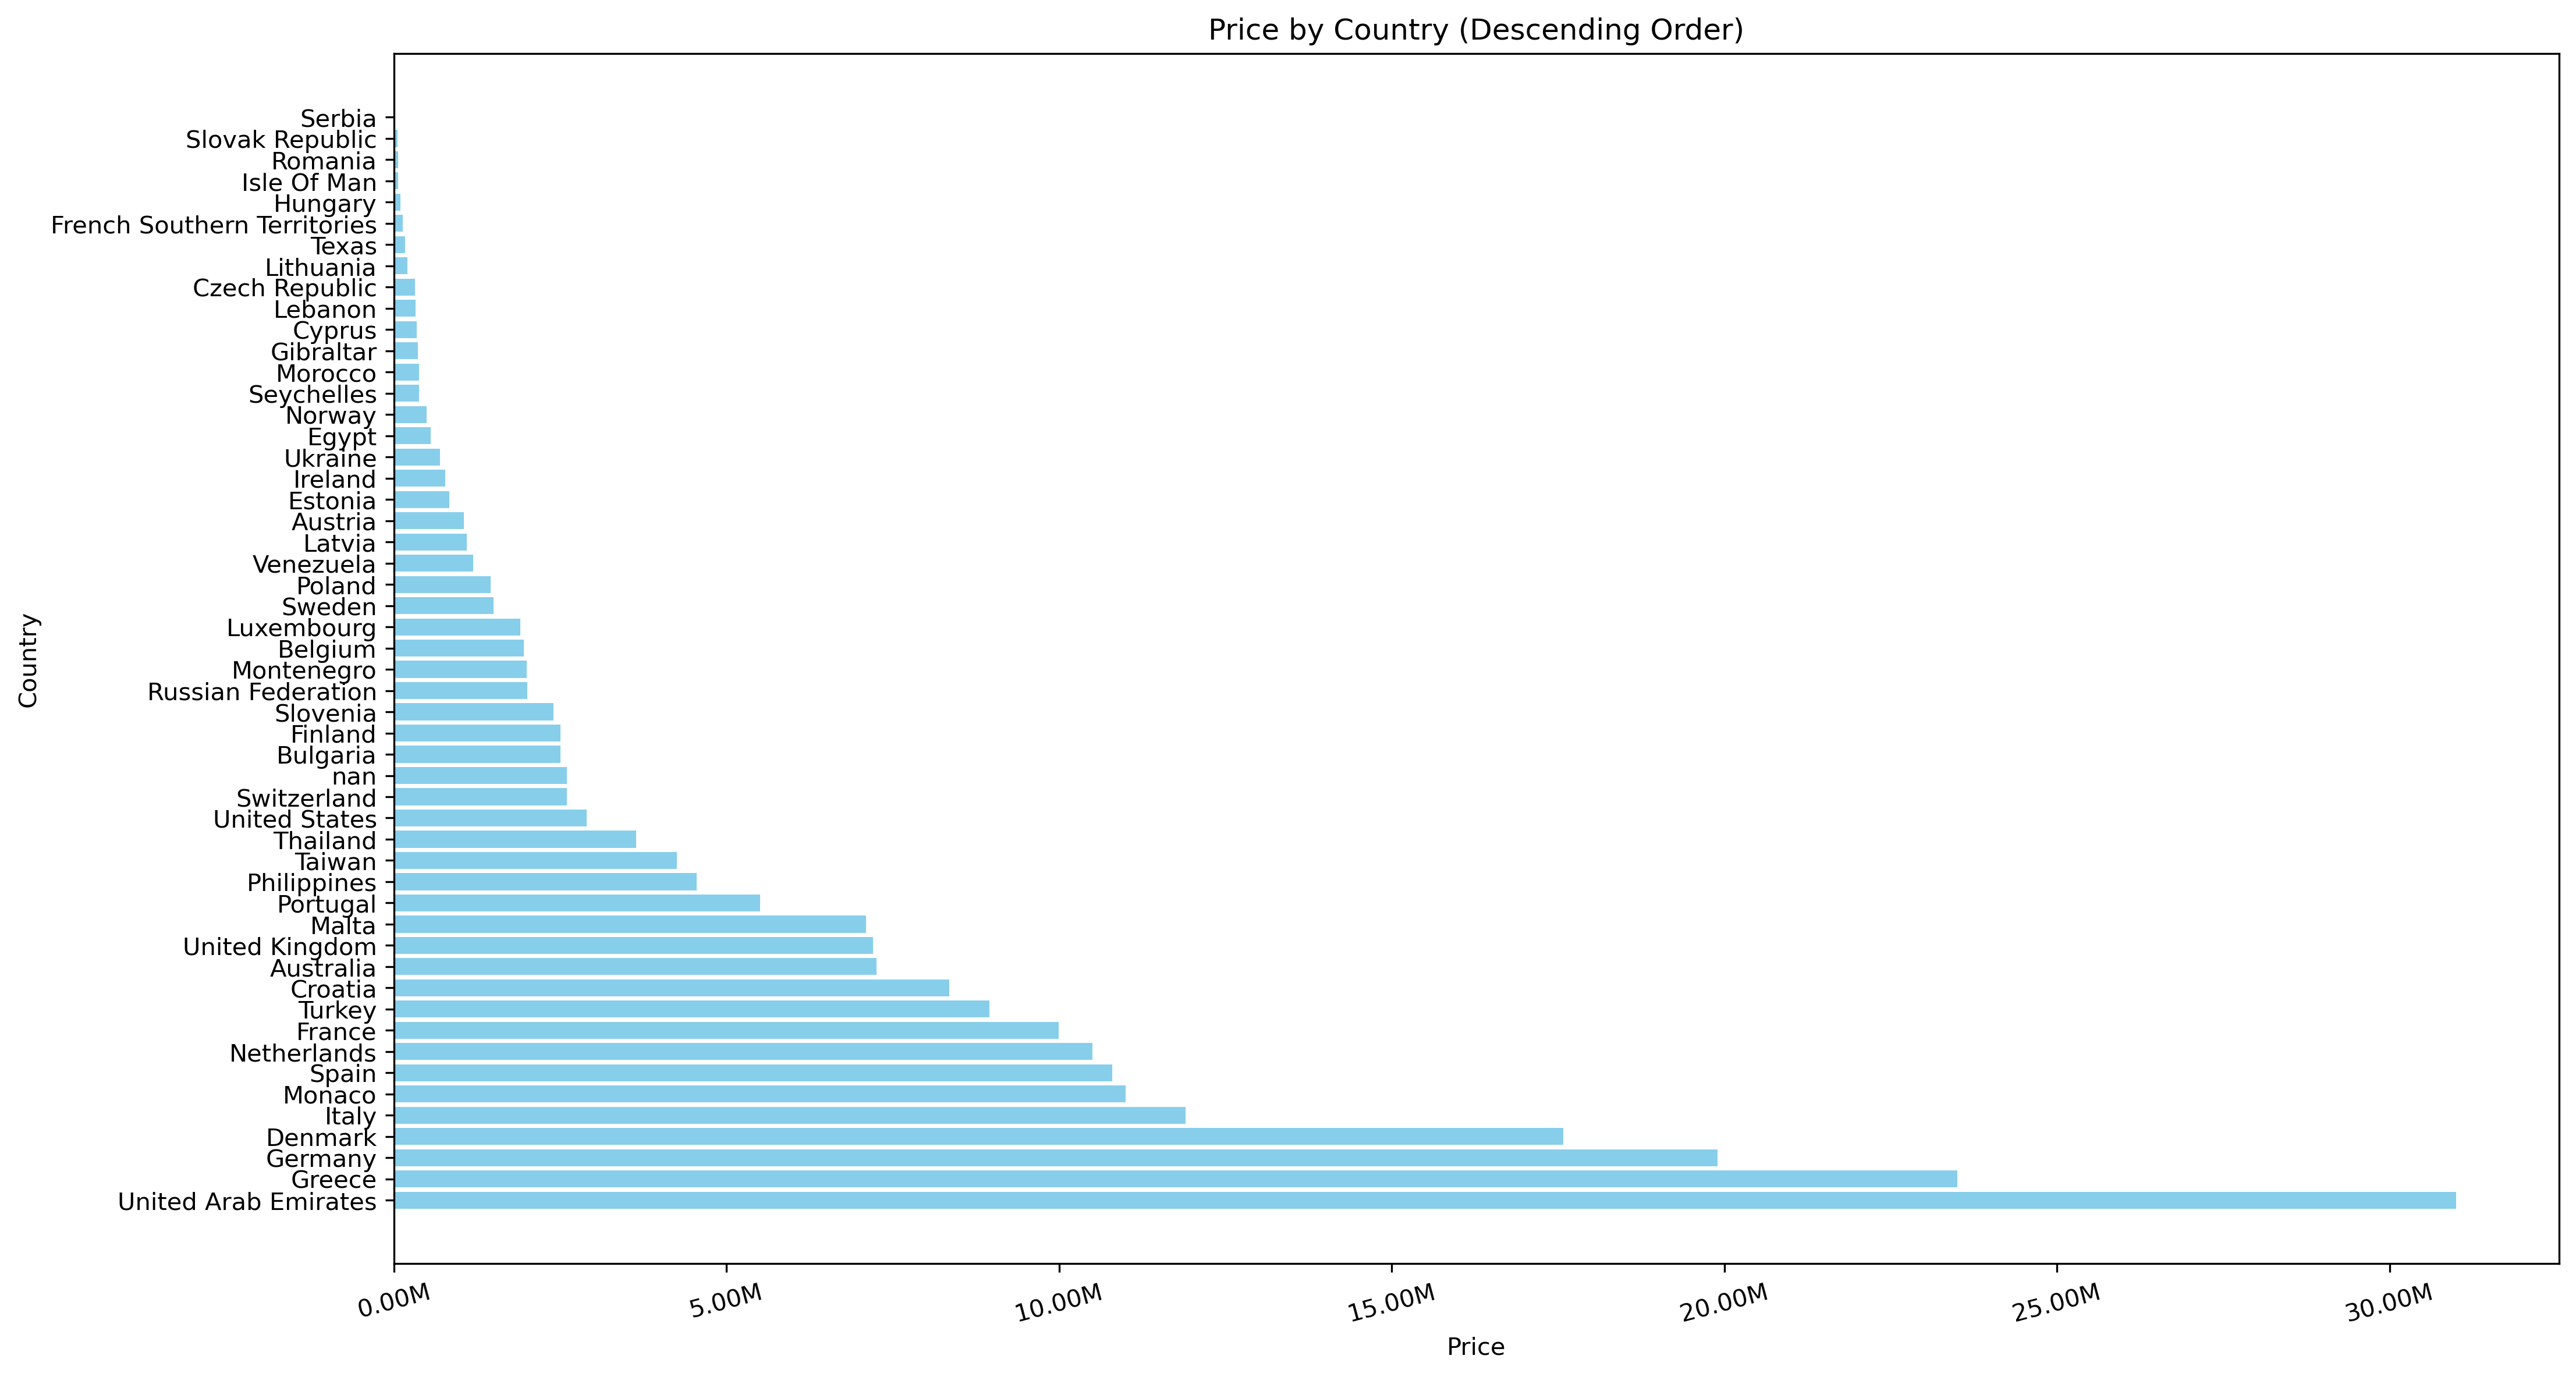 Price by Country (Descending Order)
Serbia
Slovak Republic
Romania
Isle Of Man
Hungary
French Southern Territories
Texas
Lithuania
Czech Republic
Lebanon
Cyprus
Gibraltar
Morocco
Seychelles
Norway
Egypt
Ukraine
Ireland
Estonia
Austria
Latvia
Venezuela
Poland
Sweden
Luxembourg
Belgium
Montenegro
Russian Federation
Slovenia
Finland
Bulgaria
nan
Switzerland
United States
Thailand
Taiwan
Philippines
Portugal
Malta
United Kingdom
Australia
Croatia
Turkey
France
Netherlands
Spain
Monaco
Italy
Denmark
Germany
Greece
United Arab Emirates
Country
0.00M 5.00M 10.00M 15.00M 20.00M 25.00M 30.00M
Price